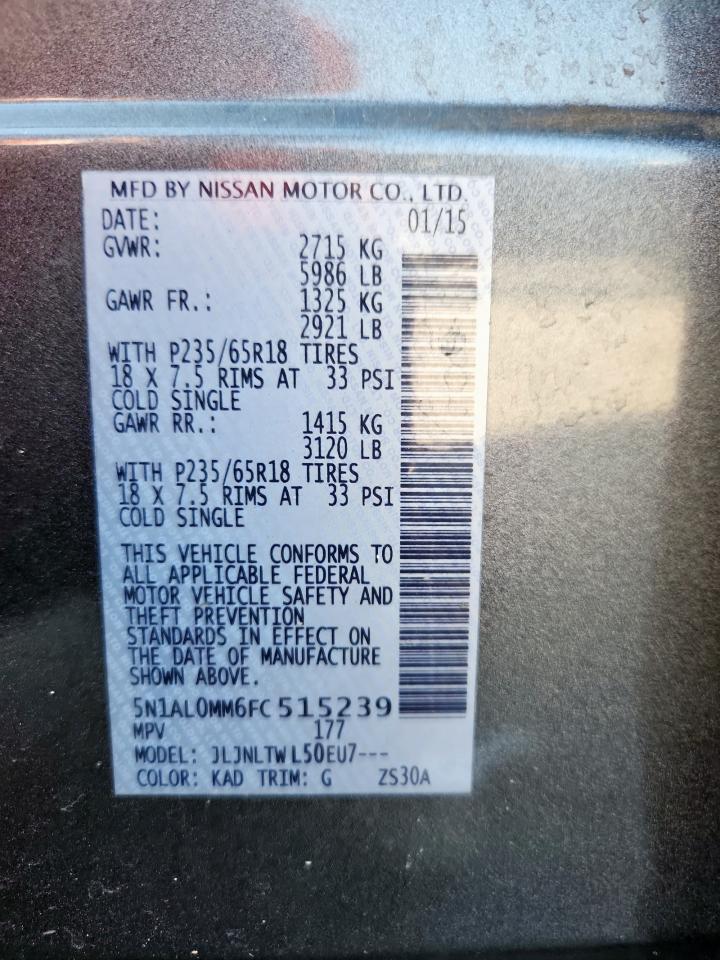 MFD BY NISSAN MOTOR CO., LTD.
DATE: 01/15
GVWR: 2715 KG
5986 LB
GAWR FR.: 1325 KG
2921 LB
WITH P235/65R18 TIRES
18 X 7.5 RIMS AT 33 PSI
COLD SINGLE
GAWR RR.: 1415 KG
3120 LB
WITH P235/65R18 TIRES
18 X 7.5 RIMS AT 33 PSI
COLD SINGLE
THIS VEHICLE CONFORMS TO
ALL APPLICABLE FEDERAL
MOTOR VEHICLE SAFETY AND
THEFT PREVENTION
STANDARDS IN EFFECT ON
THE DATE OF MANUFACTURE
SHOWN ABOVE.
5N1AL0MM6FC515239
MPV 177
MODEL: JLJNLTWL50EU7---
COLOR: KAD TRIM: G ZS30A